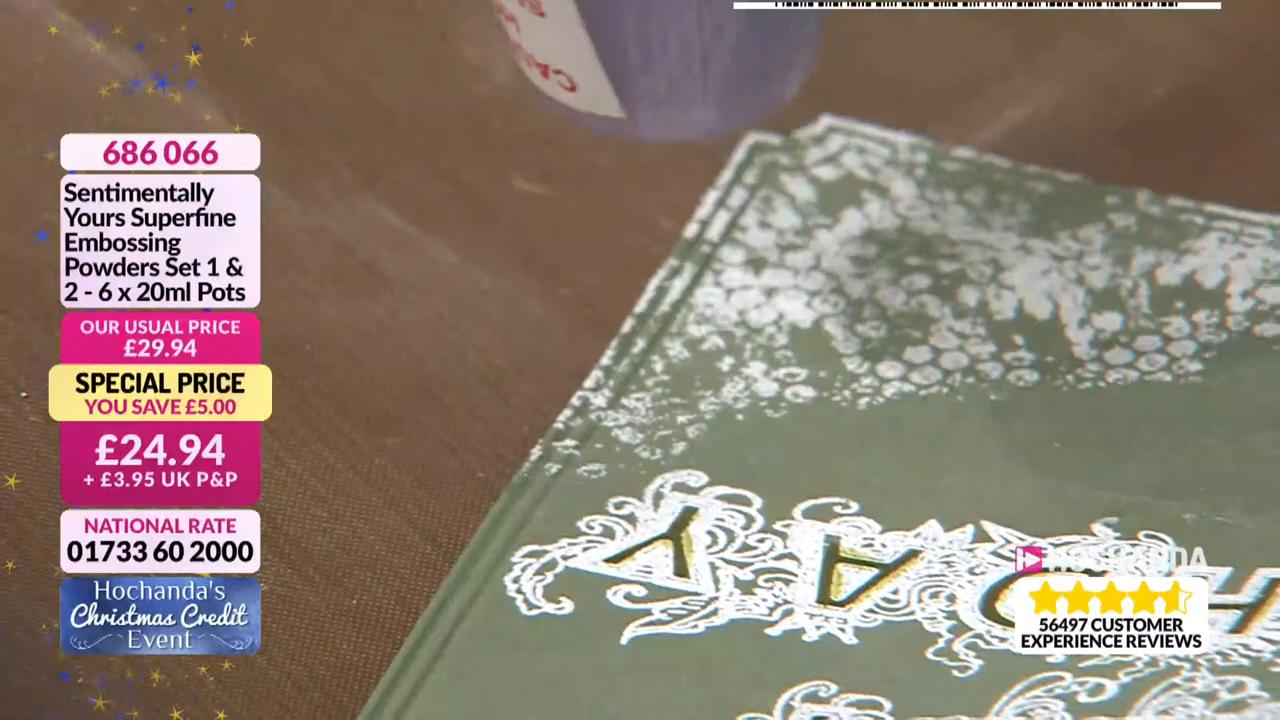 686 066
Sentimentally
Yours Superfine
Embossing
Powders Set 1 &
2 - 6 x 20ml Pots
OUR USUAL PRICE
£29.94
SPECIAL PRICE
YOU SAVE £5.00
£24.94
+ £3.95 UK P&P
NATIONAL RATE
01733 60 2000
Hochanda's
Christmas Credit
Event
HOCHANDA
56497 CUSTOMER
EXPERIENCE REVIEWS